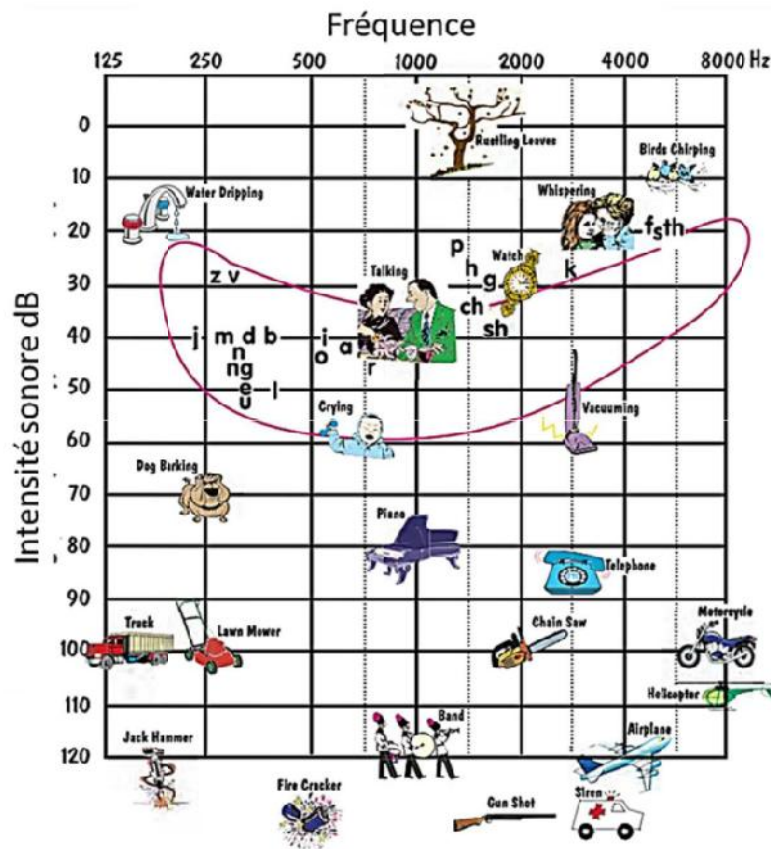 Fréquence
125 250 500 1000 2000 4000 8000 Hz
Intensité sonore dB
0
Rustling Leaves
10
Birds Chirping
Water Dripping
Whispering
20
f s th
p
Talking
h
Watch
k
30
z v
g
ch
sh
40
j m d b
i
n
o
a
ng
r
50
e
l
u
Crying
Vacuuming
60
Dog Birking
70
Piano
80
Telephone
90
Truck
Lawn Mower
Chain Saw
Motorcycle
100
Helicopter
110
Band
Jack Hammer
Airplane
120
Fire Cracker
Gun Shot
Siren